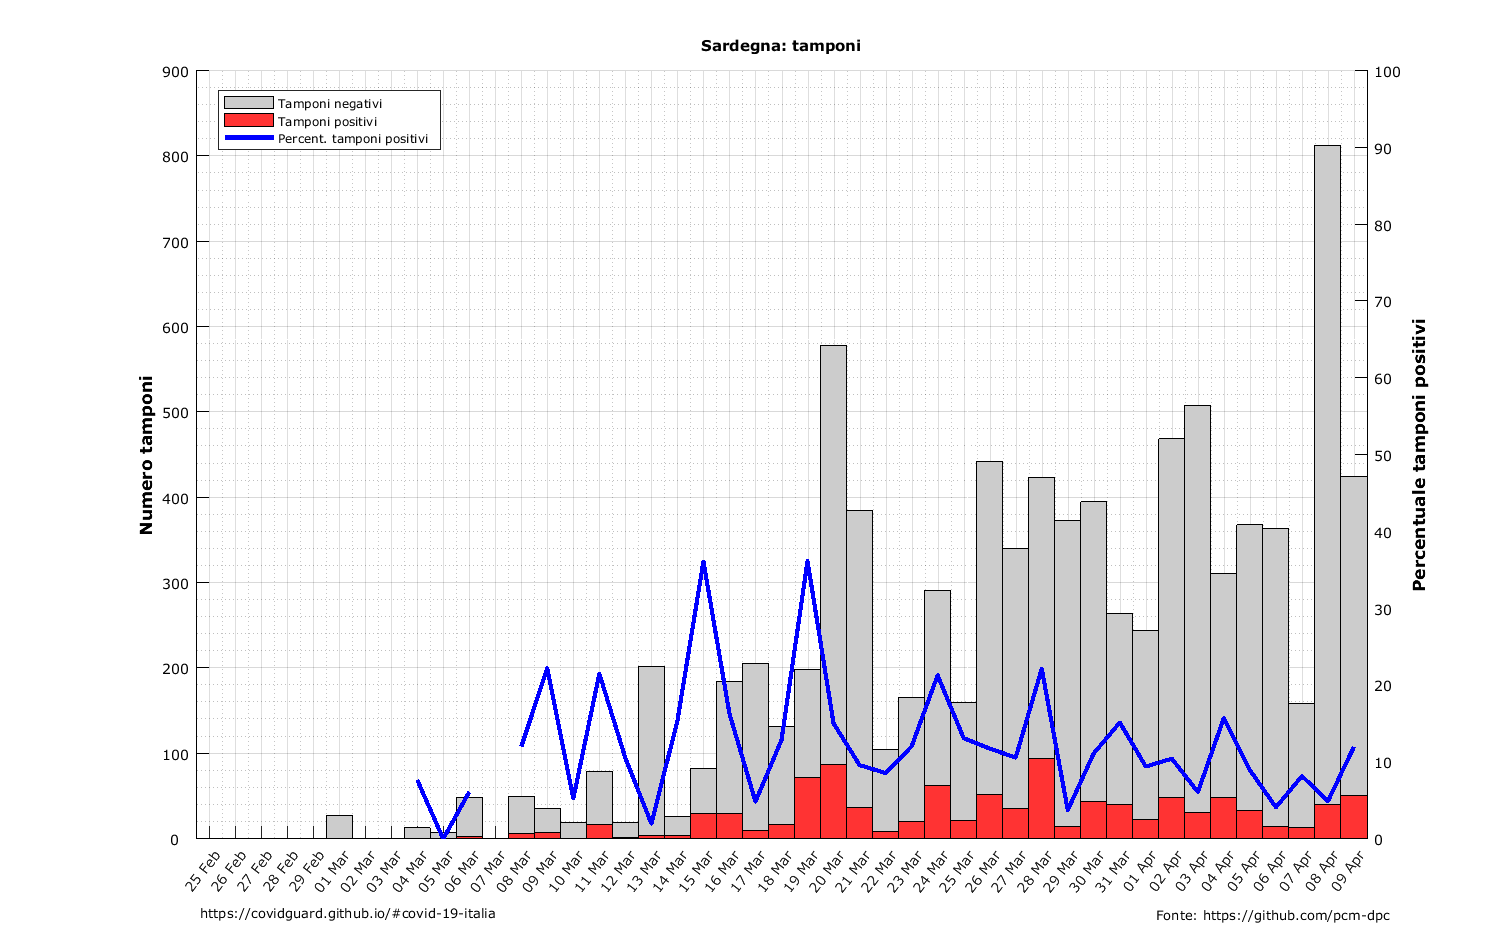 Sardegna: tamponi
Tamponi negativi
Tamponi positivi
Percent. tamponi positivi
Numero tamponi
900
800
700
600
500
400
300
200
100
0
100
90
80
70
60
50
40
30
20
10
0
Percentuale tamponi positivi
25 Feb
26 Feb
27 Feb
28 Feb
29 Feb
01 Mar
02 Mar
03 Mar
04 Mar
05 Mar
06 Mar
07 Mar
08 Mar
09 Mar
10 Mar
11 Mar
12 Mar
13 Mar
14 Mar
15 Mar
16 Mar
17 Mar
18 Mar
19 Mar
20 Mar
21 Mar
22 Mar
23 Mar
24 Mar
25 Mar
26 Mar
27 Mar
28 Mar
29 Mar
30 Mar
31 Mar
01 Apr
02 Apr
03 Apr
04 Apr
05 Apr
06 Apr
07 Apr
08 Apr
09 Apr
https://covidguard.github.io/#covid-19-italia
Fonte: https://github.com/pcm-dpc